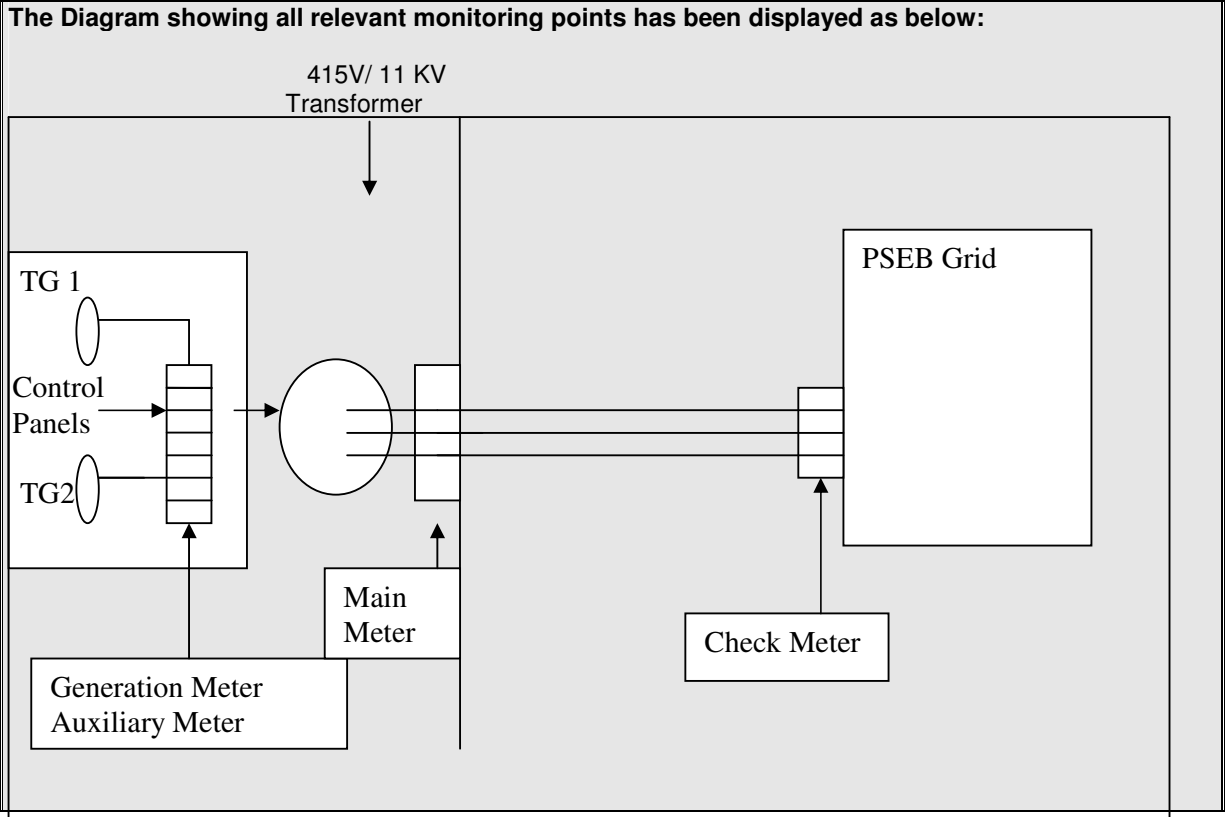 The Diagram showing all relevant monitoring points has been displayed as below:
415V/ 11 KV
Transformer
PSEB Grid
TG 1
Control
Panels
TG2
Main
Meter
Check Meter
Generation Meter
Auxiliary Meter